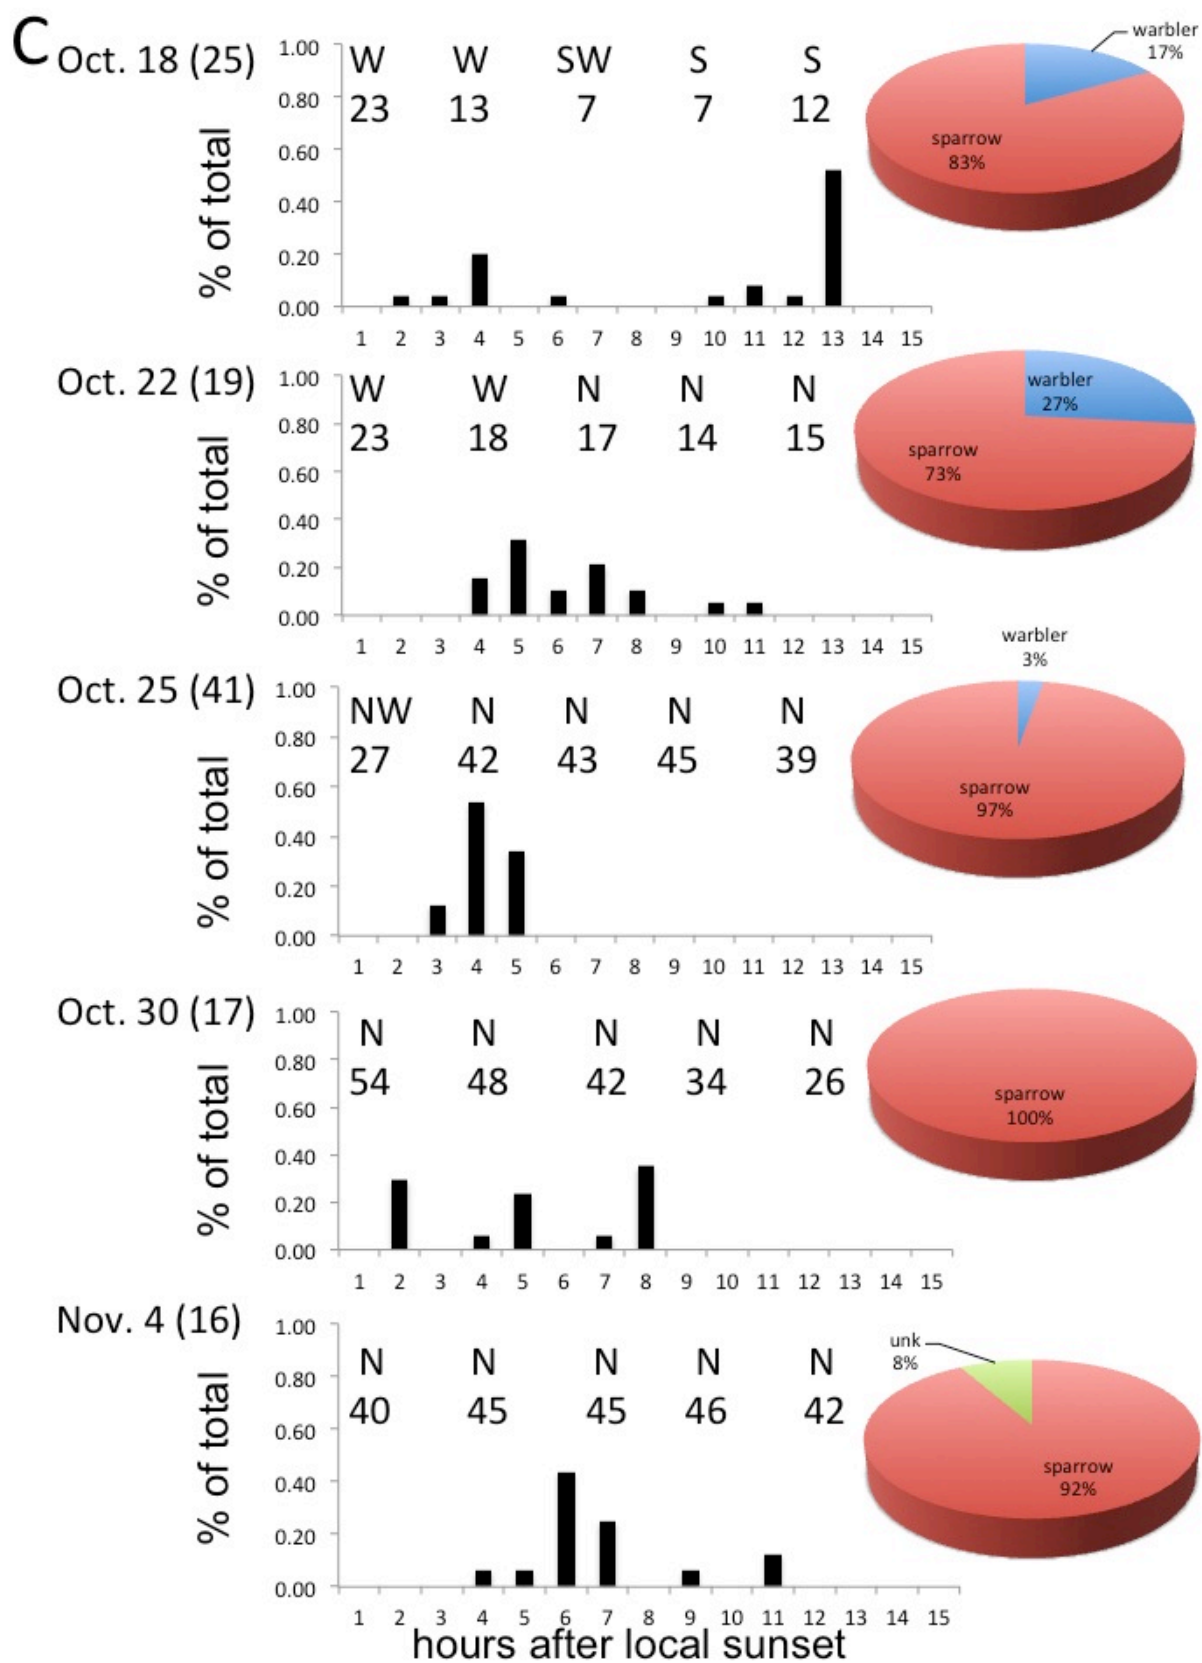 C
Oct. 18 (25)
% of total
1.00
0.80
0.60
0.40
0.20
0.00
W W SW S S
23 13 7 7 12
1 2 3 4 5 6 7 8 9 10 11 12 13 14 15
warbler
17%
sparrow
83%
Oct. 22 (19)
% of total
1.00
0.80
0.60
0.40
0.20
0.00
W W N N N
23 18 17 14 15
1 2 3 4 5 6 7 8 9 10 11 12 13 14 15
warbler
27%
sparrow
73%
Oct. 25 (41)
% of total
1.00
0.80
0.60
0.40
0.20
0.00
NW N N N N
27 42 43 45 39
1 2 3 4 5 6 7 8 9 10 11 12 13 14 15
warbler
3%
sparrow
97%
Oct. 30 (17)
% of total
1.00
0.80
0.60
0.40
0.20
0.00
N N N N N
54 48 42 34 26
1 2 3 4 5 6 7 8 9 10 11 12 13 14 15
sparrow
100%
Nov. 4 (16)
% of total
1.00
0.80
0.60
0.40
0.20
0.00
N N N N N
40 45 45 46 42
1 2 3 4 5 6 7 8 9 10 11 12 13 14 15
unk
8%
sparrow
92%
hours after local sunset